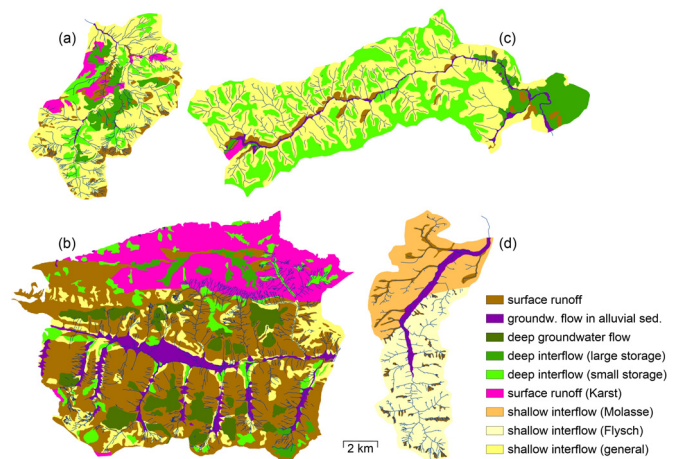 (a)
(c)
(b)
(d)
surface runoff
groundw. flow in alluvial sed.
deep groundwater flow
deep interflow (large storage)
deep interflow (small storage)
surface runoff (Karst)
shallow interflow (Molasse)
shallow interflow (Flysch)
shallow interflow (general)
2 km